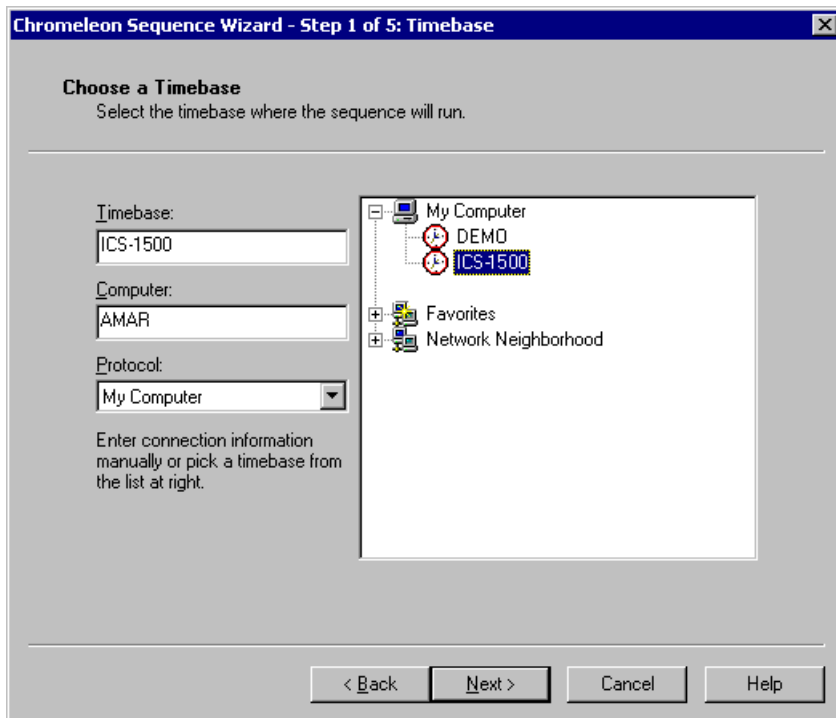 Chromeleon Sequence Wizard - Step 1 of 5: Timebase
Choose a Timebase
Select the timebase where the sequence will run.
Timebase:
ICS-1500
Computer:
AMAR
Protocol:
My Computer
Enter connection information
manually or pick a timebase from
the list at right.
My Computer
DEMO
ICS-1500
Favorites
Network Neighborhood
< Back
Next >
Cancel
Help